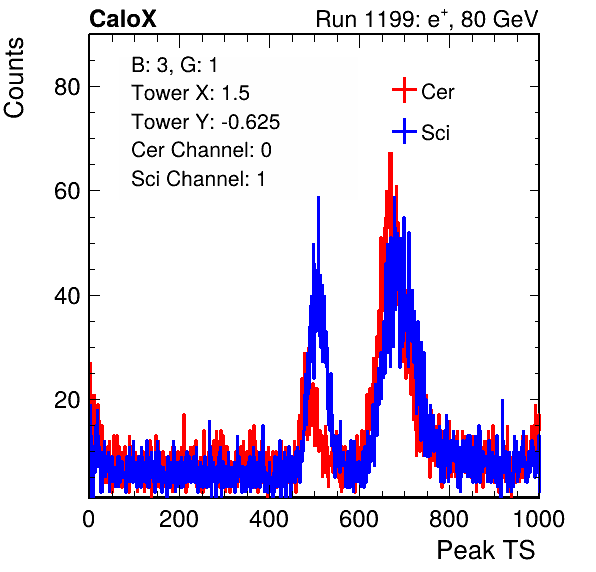 CaloX Run 1199: e⁺, 80 GeV
Counts
B: 3, G: 1
Tower X: 1.5
Tower Y: -0.625
Cer Channel: 0
Sci Channel: 1
Cer
Sci
80
60
40
20
0 200 400 600 800 1000
Peak TS